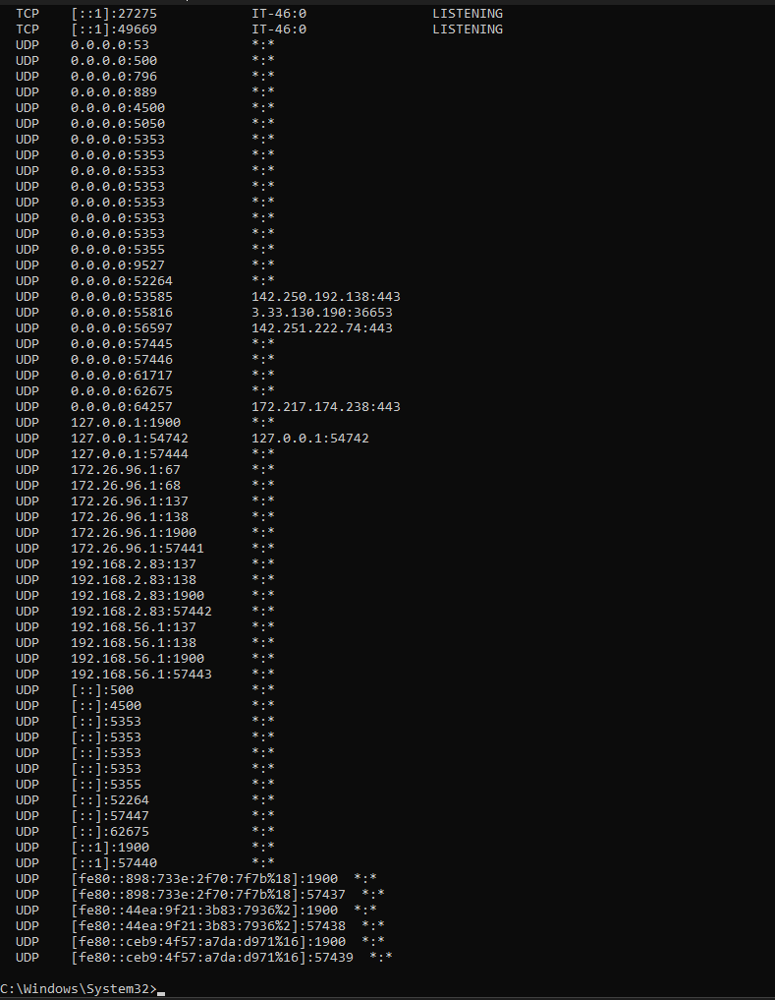 TCP [::1]:27275 IT-46:0 LISTENING
TCP [::1]:49669 IT-46:0 LISTENING
UDP 0.0.0.0:53 *:*
UDP 0.0.0.0:500 *:*
UDP 0.0.0.0:796 *:*
UDP 0.0.0.0:889 *:*
UDP 0.0.0.0:4500 *:*
UDP 0.0.0.0:5050 *:*
UDP 0.0.0.0:5353 *:*
UDP 0.0.0.0:5353 *:*
UDP 0.0.0.0:5353 *:*
UDP 0.0.0.0:5353 *:*
UDP 0.0.0.0:5353 *:*
UDP 0.0.0.0:5353 *:*
UDP 0.0.0.0:5353 *:*
UDP 0.0.0.0:5355 *:*
UDP 0.0.0.0:9527 *:*
UDP 0.0.0.0:52264 *:*
UDP 0.0.0.0:53585 142.250.192.138:443
UDP 0.0.0.0:55816 3.33.130.190:36653
UDP 0.0.0.0:56597 142.251.222.74:443
UDP 0.0.0.0:57445 *:*
UDP 0.0.0.0:57446 *:*
UDP 0.0.0.0:61717 *:*
UDP 0.0.0.0:62675 *:*
UDP 0.0.0.0:64257 172.217.174.238:443
UDP 127.0.0.1:1900 *:*
UDP 127.0.0.1:54742 127.0.0.1:54742
UDP 127.0.0.1:57444 *:*
UDP 172.26.96.1:67 *:*
UDP 172.26.96.1:68 *:*
UDP 172.26.96.1:137 *:*
UDP 172.26.96.1:138 *:*
UDP 172.26.96.1:1900 *:*
UDP 172.26.96.1:57441 *:*
UDP 192.168.2.83:137 *:*
UDP 192.168.2.83:138 *:*
UDP 192.168.2.83:1900 *:*
UDP 192.168.2.83:57442 *:*
UDP 192.168.56.1:137 *:*
UDP 192.168.56.1:138 *:*
UDP 192.168.56.1:1900 *:*
UDP 192.168.56.1:57443 *:*
UDP [::]:500 *:*
UDP [::]:4500 *:*
UDP [::]:5353 *:*
UDP [::]:5353 *:*
UDP [::]:5353 *:*
UDP [::]:5353 *:*
UDP [::]:5355 *:*
UDP [::]:52264 *:*
UDP [::]:57447 *:*
UDP [::]:62675 *:*
UDP [::1]:1900 *:*
UDP [::1]:57440 *:*
UDP [fe80::898:733e:2f70:7f7b%18]:1900 *:*
UDP [fe80::898:733e:2f70:7f7b%18]:57437 *:*
UDP [fe80::44ea:9f21:3b83:7936%2]:1900 *:*
UDP [fe80::44ea:9f21:3b83:7936%2]:57438 *:*
UDP [fe80::ceb9:4f57:a7da:d971%16]:1900 *:*
UDP [fe80::ceb9:4f57:a7da:d971%16]:57439 *:*
C:\Windows\System32>